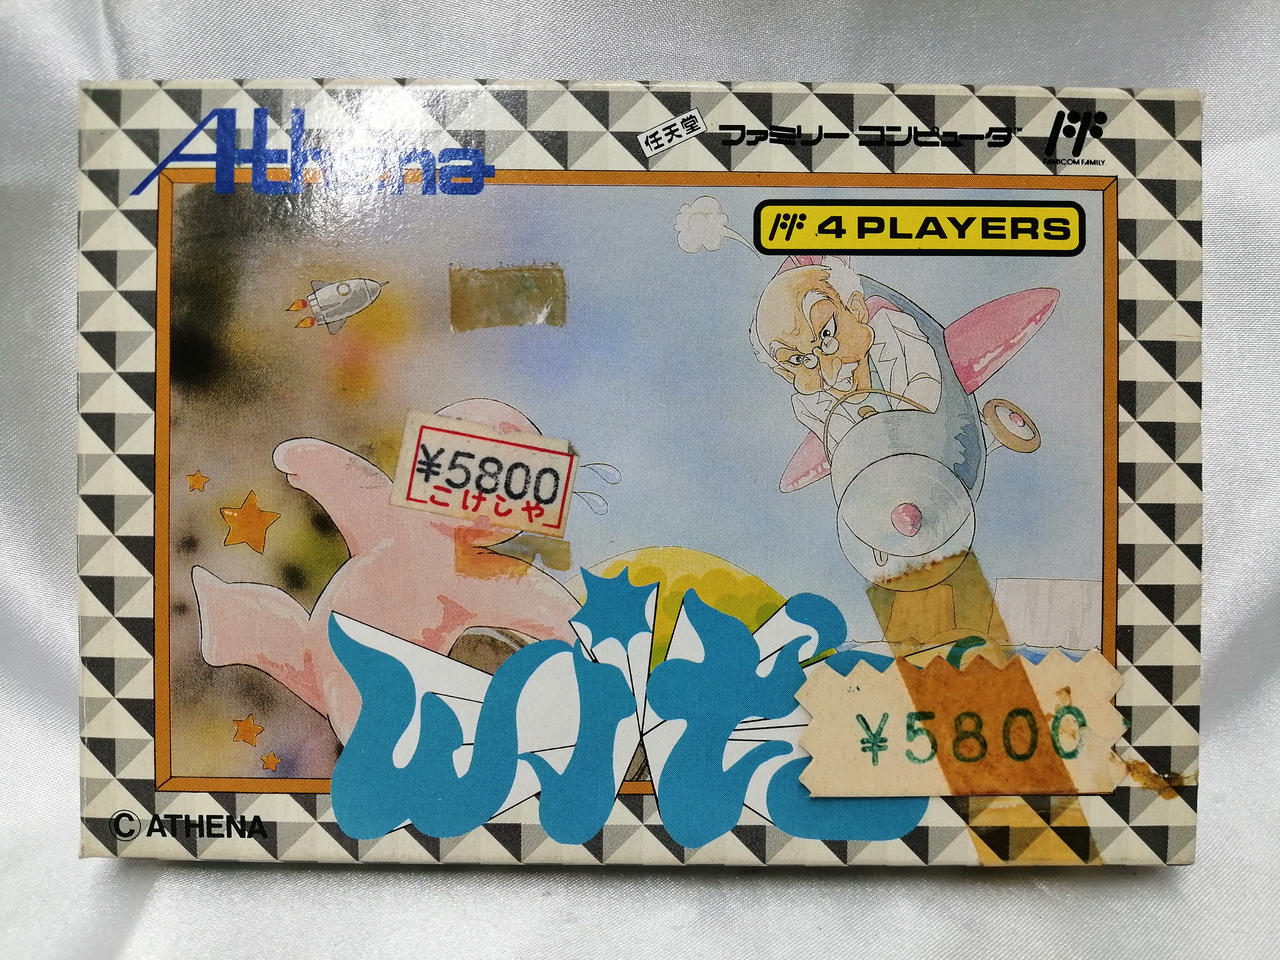 Athena
任天堂 ファミリー コンピュータ
FAMICOM FAMILY
4 PLAYERS
¥5800
こけしや
wit's
¥5800
© ATHENA